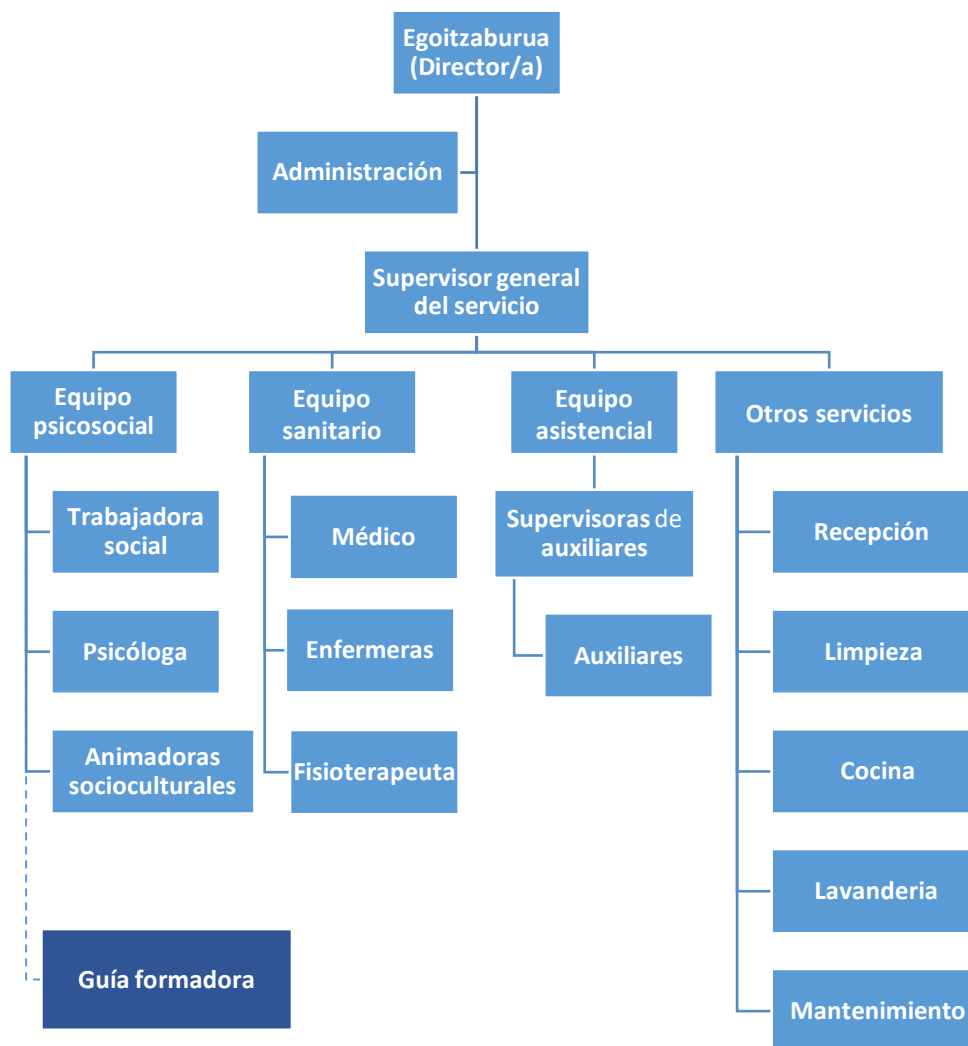 Egoitzaburua
(Director/a)
Administración
Supervisor general
del servicio
Equipo
psicosocial
Equipo
sanitario
Equipo
asistencial
Otros servicios
Trabajadora
social
Médico
Supervisoras de
auxiliares
Recepción
Psicóloga
Enfermeras
Auxiliares
Limpieza
Animadoras
socioculturales
Fisioterapeuta
Cocina
Lavanderia
Guía formadora
Mantenimiento